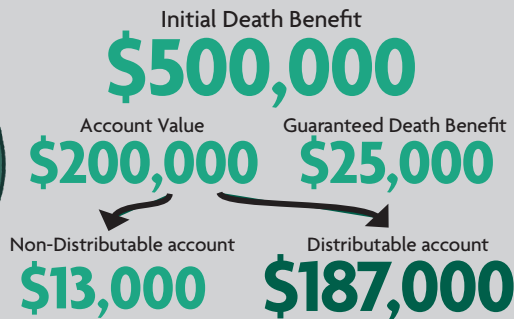 Initial Death Benefit
$500,000
Account Value
$200,000
Guaranteed Death Benefit
$25,000
Non-Distributable account
$13,000
Distributable account
$187,000